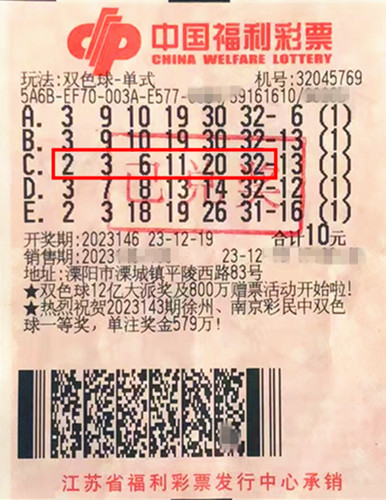 中国福利彩票
CHINA WELFARE LOTTERY
玩法:双色球-单式 机号:32045769
5A6B-EF70-003A-E577- 39161610/
A. 3 9 10 19 30 32- 6 (1)
B. 3 9 10 19 30 32-13 (1)
C. 2 3 6 11 20 32-13 (1)
D. 3 7 8 13 14 32-12 (1)
E. 2 3 18 19 26 31-16 (1)
已兑奖
开奖期:2023146 23-12-19 合计10元
销售期:2023 23-12
地址:溧阳市溧城镇平陵西路83号
★双色球12亿大派奖及800万赠票活动开始啦!
★热烈祝贺2023143期徐州、南京彩民中双色
球一等奖,单注奖金579万!
江苏省福利彩票发行中心承销